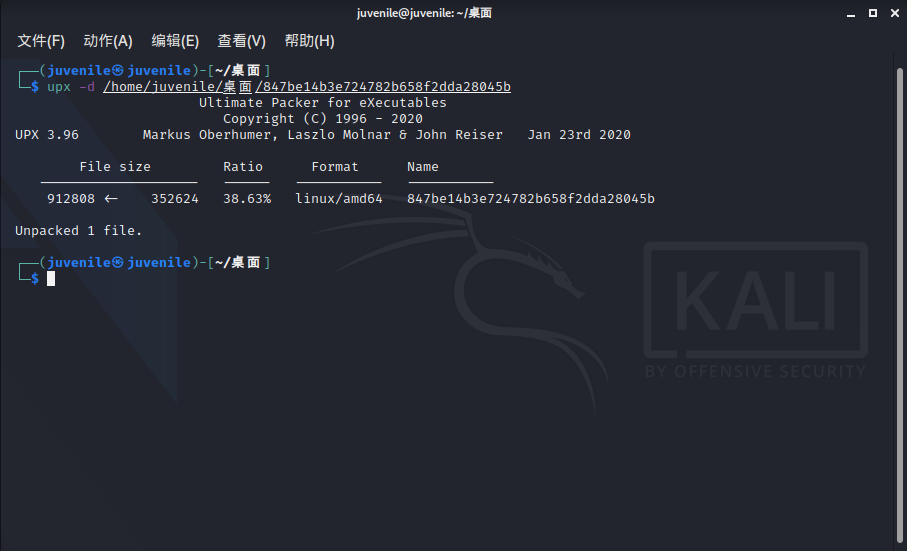 juvenile@juvenile: ~/桌面
文件(F) 动作(A) 编辑(E) 查看(V) 帮助(H)
┌──(juvenile㉿juvenile)-[~/桌面]
└─$ upx -d /home/juvenile/桌面/847be14b3e724782b658f2dda28045b
Ultimate Packer for eXecutables
Copyright (C) 1996 - 2020
UPX 3.96 Markus Oberhumer, Laszlo Molnar & John Reiser Jan 23rd 2020
File size Ratio Format Name
-------------------- ------ ----------- -----------
912808 <- 352624 38.63% linux/amd64 847be14b3e724782b658f2dda28045b
Unpacked 1 file.
┌──(juvenile㉿juvenile)-[~/桌面]
└─$
KALI
BY OFFENSIVE SECURITY